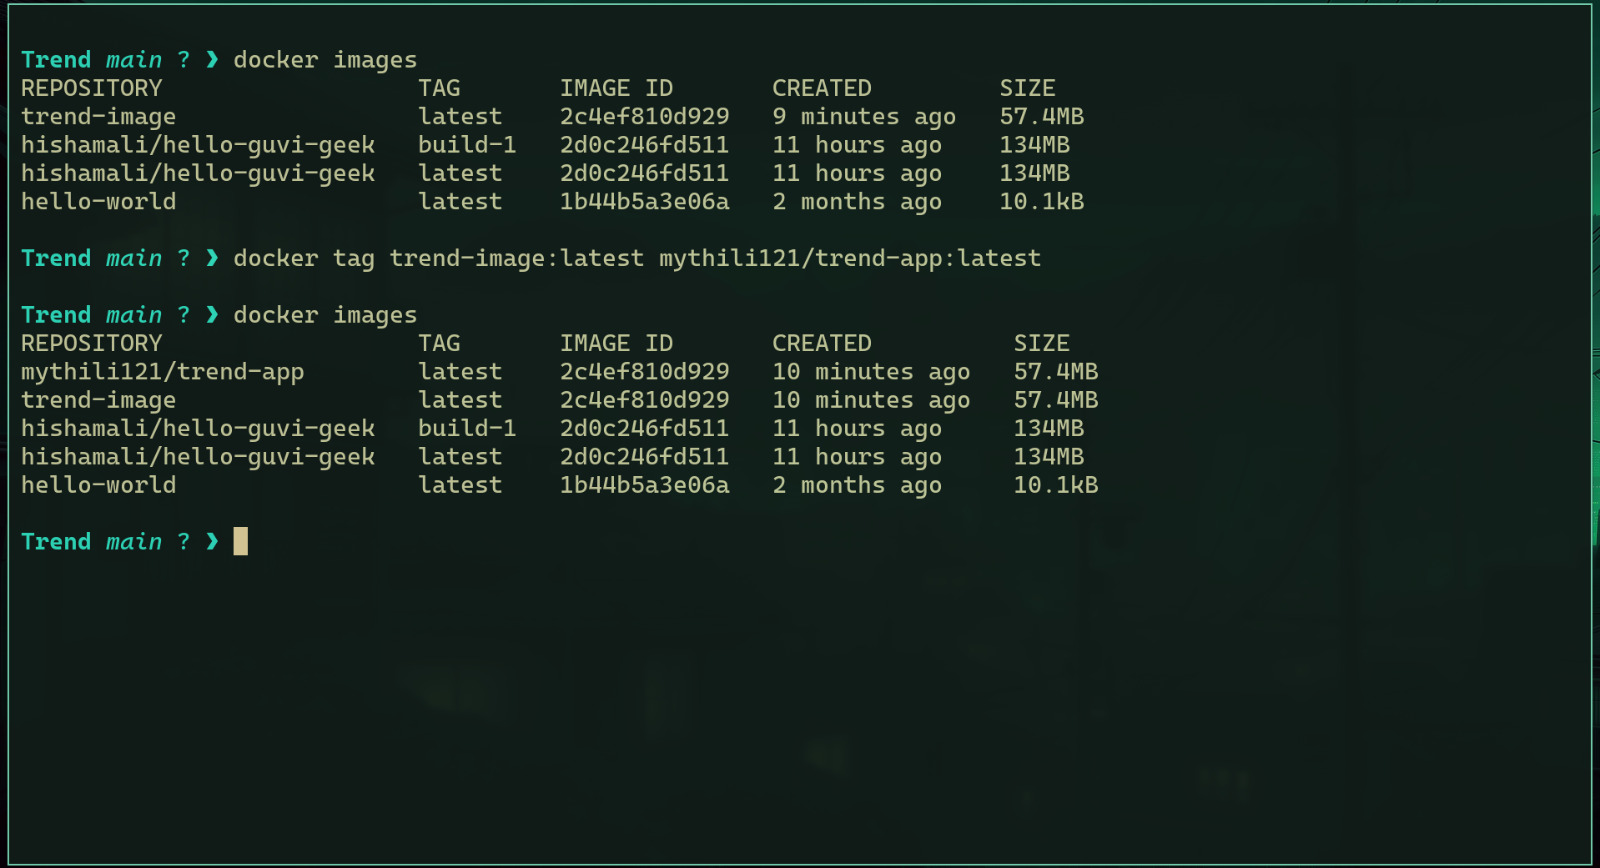 Trend main ? ❯ docker images
REPOSITORY TAG IMAGE ID CREATED SIZE
trend-image latest 2c4ef810d929 9 minutes ago 57.4MB
hishamali/hello-guvi-geek build-1 2d0c246fd511 11 hours ago 134MB
hishamali/hello-guvi-geek latest 2d0c246fd511 11 hours ago 134MB
hello-world latest 1b44b5a3e06a 2 months ago 10.1kB
Trend main ? ❯ docker tag trend-image:latest mythili121/trend-app:latest
Trend main ? ❯ docker images
REPOSITORY TAG IMAGE ID CREATED SIZE
mythili121/trend-app latest 2c4ef810d929 10 minutes ago 57.4MB
trend-image latest 2c4ef810d929 10 minutes ago 57.4MB
hishamali/hello-guvi-geek build-1 2d0c246fd511 11 hours ago 134MB
hishamali/hello-guvi-geek latest 2d0c246fd511 11 hours ago 134MB
hello-world latest 1b44b5a3e06a 2 months ago 10.1kB
Trend main ? ❯